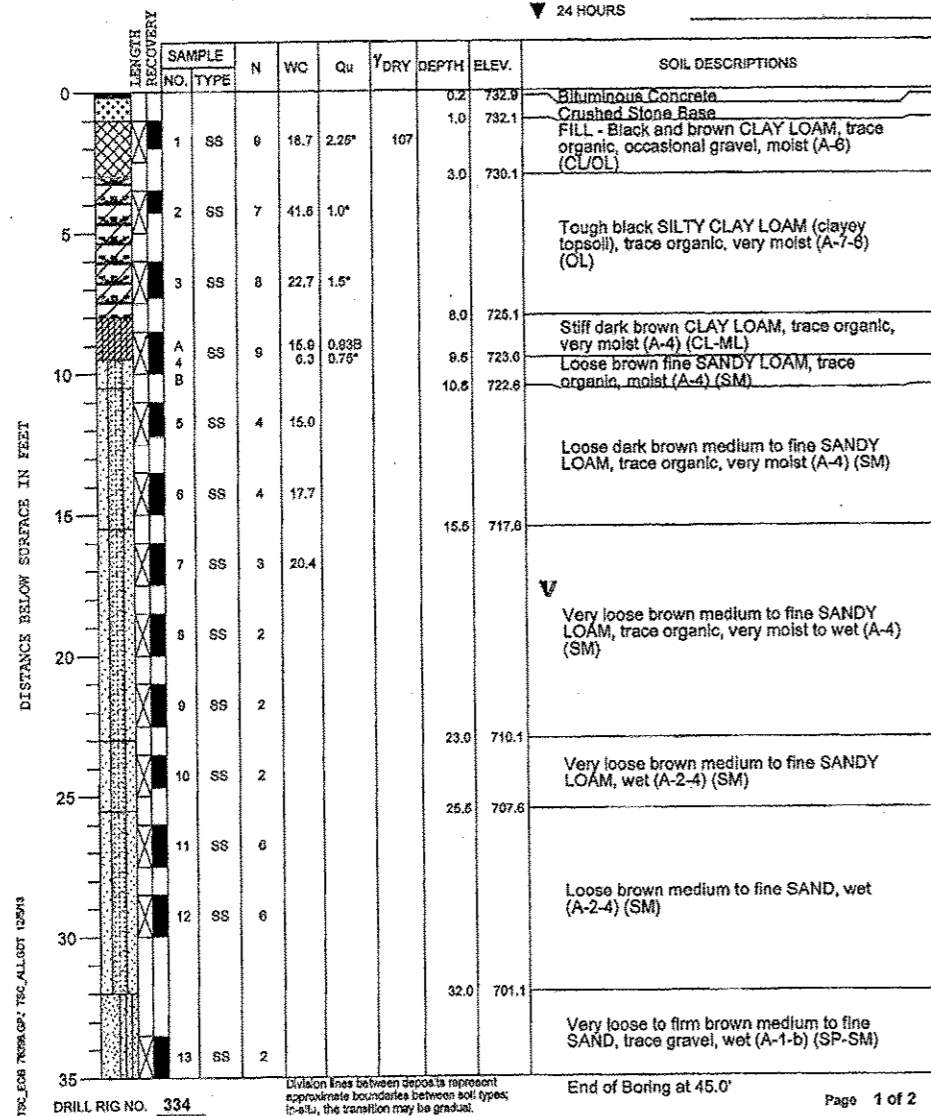 ▼ 24 HOURS
LENGTH
RECOVERY
SAMPLE
NO. TYPE N WC Qu γDRY DEPTH ELEV. SOIL DESCRIPTIONS
0
0.2 732.9 Bituminous Concrete
1.0 732.1 Crushed Stone Base
FILL - Black and brown CLAY LOAM, trace
1 SS 9 18.7 2.25* 107 organic, occasional gravel, moist (A-6)
(CL/OL)
3.0 730.1
2 SS 7 41.8 1.0*
5
Tough black SILTY CLAY LOAM (clayey
topsoil), trace organic, very moist (A-7-6)
(OL)
3 SS 8 22.7 1.5*
8.0 725.1
Stiff dark brown CLAY LOAM, trace organic,
very moist (A-4) (CL-ML)
A 15.9 0.93B
4 SS 9 6.3 0.75*
B
9.5 723.6
Loose brown fine SANDY LOAM, trace
organic, moist (A-4) (SM)
10
10.5 722.6
5 SS 4 15.0
Loose dark brown medium to fine SANDY
LOAM, trace organic, very moist (A-4) (SM)
6 SS 4 17.7
15
15.5 717.6
7 SS 3 20.4
▼
8 SS 2
Very loose brown medium to fine SANDY
LOAM, trace organic, very moist to wet (A-4)
(SM)
20
9 SS 2
23.0 710.1
10 SS 2
Very loose brown medium to fine SANDY
LOAM, wet (A-2-4) (SM)
25
25.5 707.6
11 SS 6
12 SS 6
Loose brown medium to fine SAND, wet
(A-2-4) (SM)
30
32.0 701.1
Very loose to firm brown medium to fine
SAND, trace gravel, wet (A-1-b) (SP-SM)
13 SS 2
35
DISTANCE BELOW SURFACE IN FEET
TSC_ALL.GDT 12/5/13
DRILL RIG NO. 334
Division lines between deposits represent
approximate boundaries between soil types;
in-situ, the transition may be gradual.
End of Boring at 45.0'
Page 1 of 2